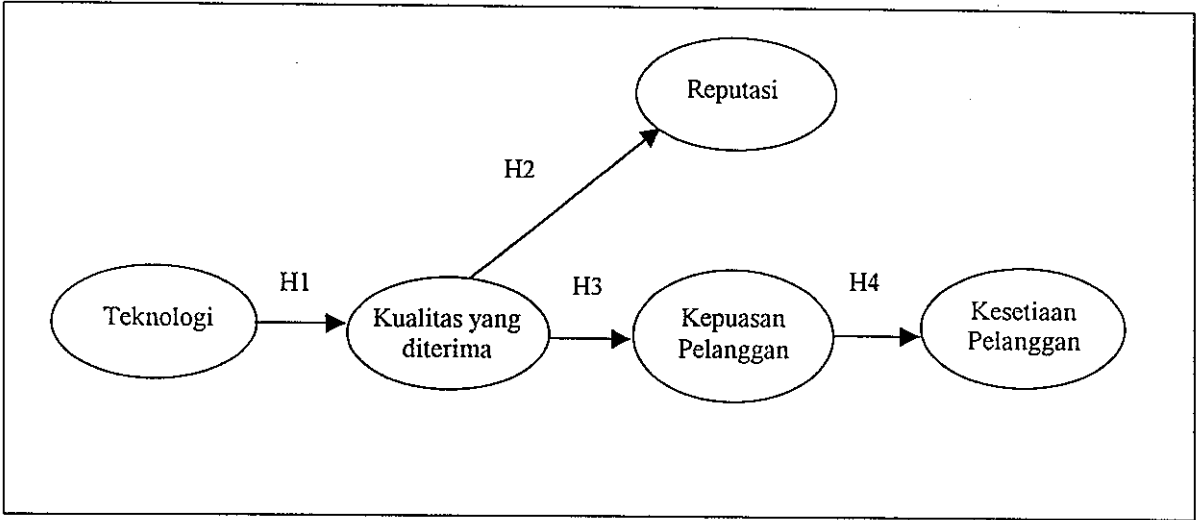 Reputasi
H2
H1
H3
H4
Teknologi
Kualitas yang
diterima
Kepuasan
Pelanggan
Kesetiaan
Pelanggan